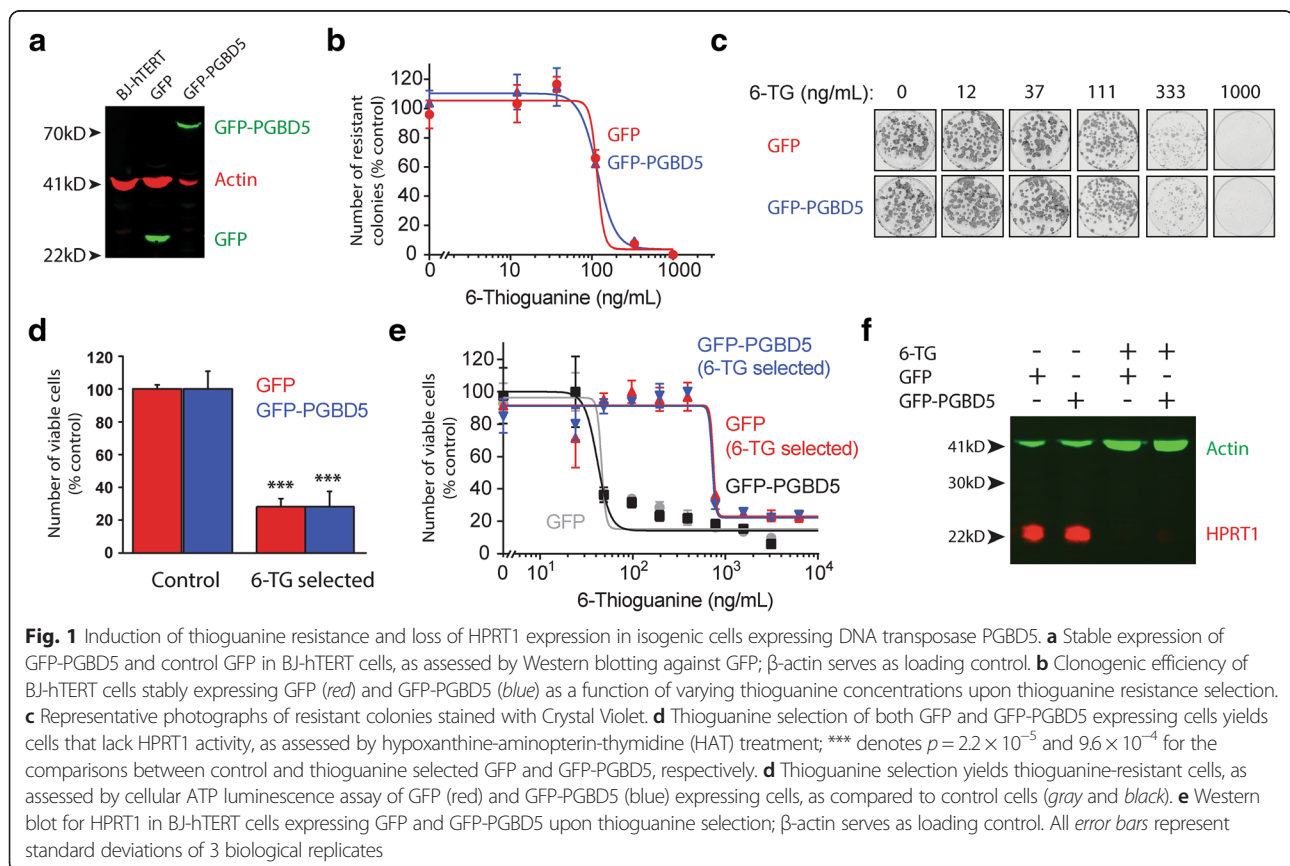 a
BJ-hTERT
GFP
GFP-PGBD5
70kD
41kD
22kD
GFP-PGBD5
Actin
GFP
b
Number of resistant
colonies (% control)
120
100
80
60
40
20
0
GFP
GFP-PGBD5
0 10 100 1000
6-Thioguanine (ng/mL)
c
6-TG (ng/mL): 0 12 37 111 333 1000
GFP
GFP-PGBD5
d
Number of viable cells
(% control)
120
100
80
60
40
20
0
GFP
GFP-PGBD5
*** ***
Control 6-TG selected
e
Number of viable cells
(% control)
120
100
80
60
40
20
0
GFP-PGBD5
(6-TG selected)
GFP
(6-TG selected)
GFP-PGBD5
GFP
0 10¹ 10² 10³ 10⁴
6-Thioguanine (ng/mL)
f
6-TG - - + +
GFP + - + -
GFP-PGBD5 - + - +
41kD
30kD
22kD
Actin
HPRT1
Fig. 1 Induction of thioguanine resistance and loss of HPRT1 expression in isogenic cells expressing DNA transposase PGBD5. a Stable expression of
GFP-PGBD5 and control GFP in BJ-hTERT cells, as assessed by Western blotting against GFP; β-actin serves as loading control. b Clonogenic efficiency of
BJ-hTERT cells stably expressing GFP (red) and GFP-PGBD5 (blue) as a function of varying thioguanine concentrations upon thioguanine resistance selection.
c Representative photographs of resistant colonies stained with Crystal Violet. d Thioguanine selection of both GFP and GFP-PGBD5 expressing cells yields
cells that lack HPRT1 activity, as assessed by hypoxanthine-aminopterin-thymidine (HAT) treatment; *** denotes p = 2.2 × 10⁻⁵ and 9.6 × 10⁻⁴ for the
comparisons between control and thioguanine selected GFP and GFP-PGBD5, respectively. d Thioguanine selection yields thioguanine-resistant cells, as
assessed by cellular ATP luminescence assay of GFP (red) and GFP-PGBD5 (blue) expressing cells, as compared to control cells (gray and black). e Western
blot for HPRT1 in BJ-hTERT cells expressing GFP and GFP-PGBD5 upon thioguanine selection; β-actin serves as loading control. All error bars represent
standard deviations of 3 biological replicates